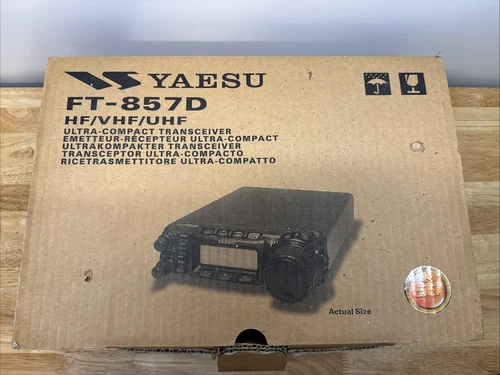 YAESU
FT-857D
HF/VHF/UHF
ULTRA-COMPACT TRANSCEIVER
EMETTEUR-RÉCEPTEUR ULTRA-COMPACT
ULTRAKOMPAKTER TRANSCEIVER
TRANSCEPTOR ULTRA-COMPACTO
RICETRASMETTITORE ULTRA-COMPATTO
YAESU
Actual Size